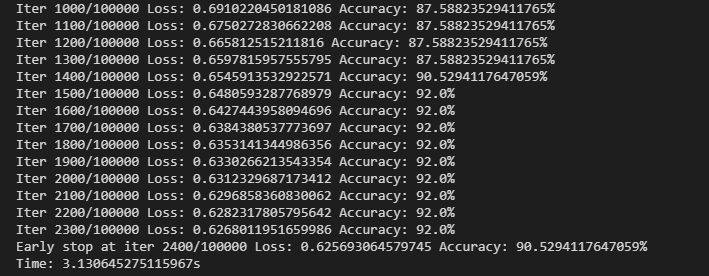 Iter 1000/100000 Loss: 0.6910220450181086 Accuracy: 87.58823529411765%
Iter 1100/100000 Loss: 0.6750272830662208 Accuracy: 87.58823529411765%
Iter 1200/100000 Loss: 0.665812515211816 Accuracy: 87.58823529411765%
Iter 1300/100000 Loss: 0.6597815957555795 Accuracy: 87.58823529411765%
Iter 1400/100000 Loss: 0.6545913532922571 Accuracy: 90.5294117647059%
Iter 1500/100000 Loss: 0.6480593287768979 Accuracy: 92.0%
Iter 1600/100000 Loss: 0.6427443958094696 Accuracy: 92.0%
Iter 1700/100000 Loss: 0.6384380537773697 Accuracy: 92.0%
Iter 1800/100000 Loss: 0.6353141344986356 Accuracy: 92.0%
Iter 1900/100000 Loss: 0.6330266213543354 Accuracy: 92.0%
Iter 2000/100000 Loss: 0.6312329687173412 Accuracy: 92.0%
Iter 2100/100000 Loss: 0.6296858360830062 Accuracy: 92.0%
Iter 2200/100000 Loss: 0.6282317805795642 Accuracy: 92.0%
Iter 2300/100000 Loss: 0.6268011951659986 Accuracy: 92.0%
Early stop at iter 2400/100000 Loss: 0.625693064579745 Accuracy: 90.5294117647059%
Time: 3.130645275115967s